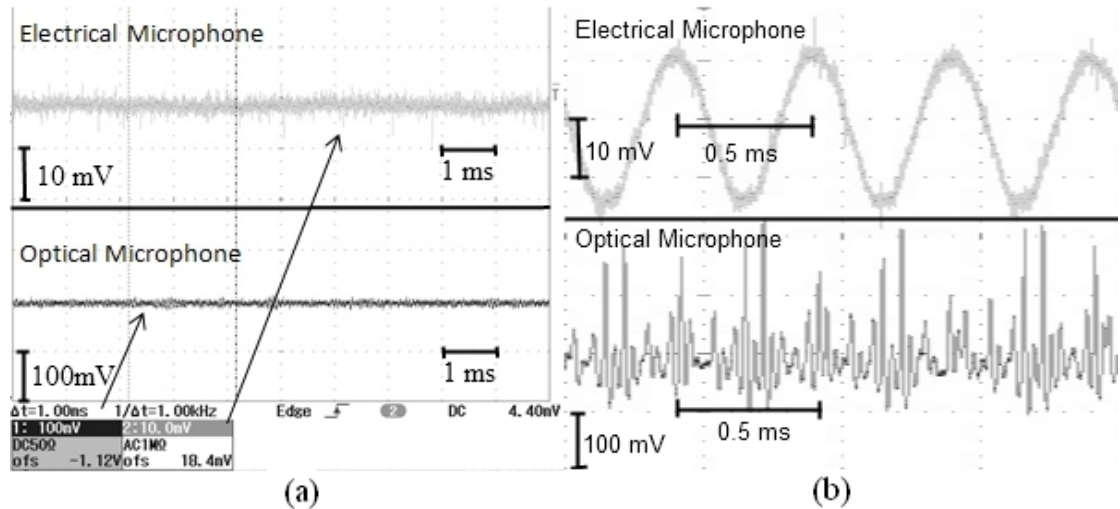 Electrical Microphone
T
10 mV
1 ms
Optical Microphone
100mV
1 ms
Δt=1.00ms 1/Δt=1.00kHz Edge 2 DC 4.40mV
1: 100mV 2:10.0mV
DC50Ω AC1MΩ
ofs -1.12V ofs 18.4mV
(a)
Electrical Microphone
10 mV
0.5 ms
Optical Microphone
0.5 ms
100 mV
(b)